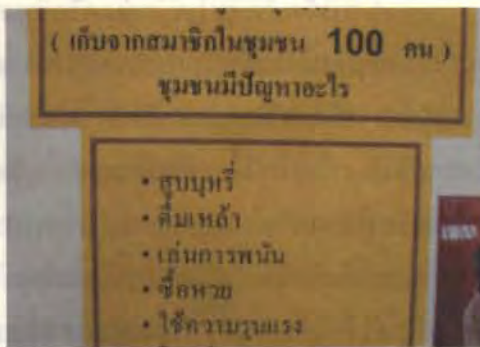 ( เก็บจากสมาชิกในชุมชน 100 คน )
ชุมชนมีปัญหาอะไร
• สูบบุหรี่
• ดื่มเหล้า
• เล่นการพนัน
• ซื้อหวย
• ใช้ความรุนแรง